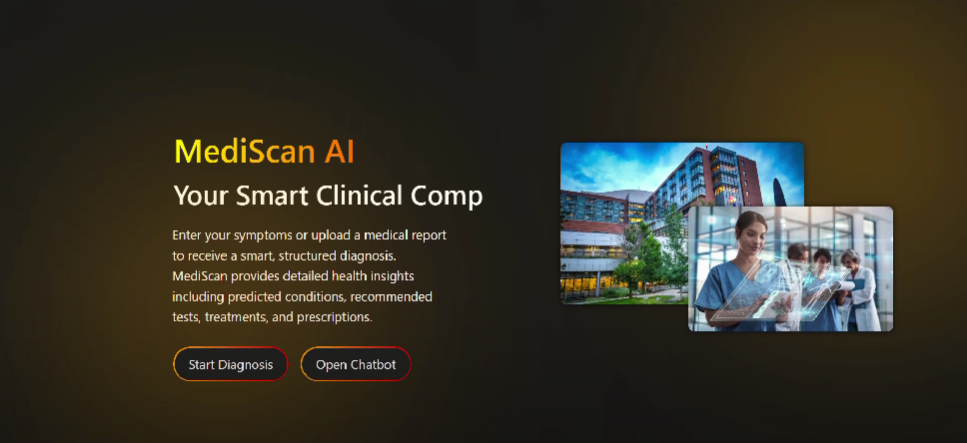 MediScan AI
Your Smart Clinical Comp
Enter your symptoms or upload a medical report
to receive a smart, structured diagnosis.
MediScan provides detailed health insights
including predicted conditions, recommended
tests, treatments, and prescriptions.
Start Diagnosis
Open Chatbot